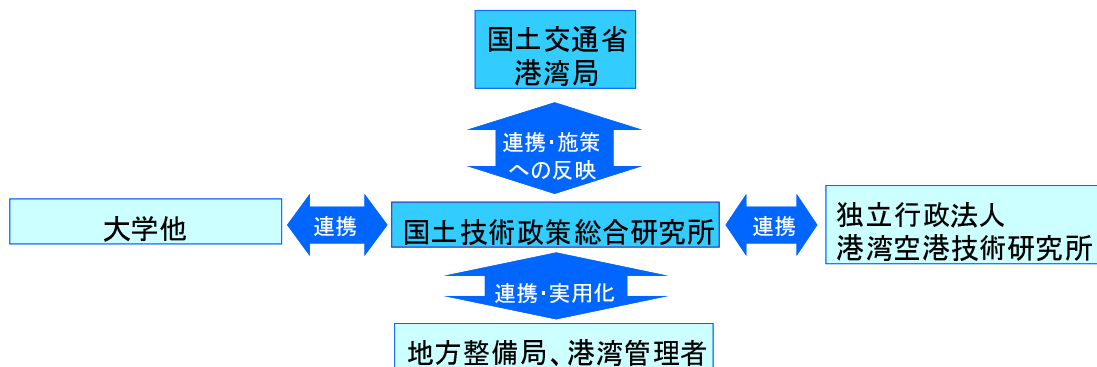 国土交通省
港湾局
連携・施策
への反映
大学他
連携
国土技術政策総合研究所
連携
独立行政法人
港湾空港技術研究所
連携・実用化
地方整備局、港湾管理者